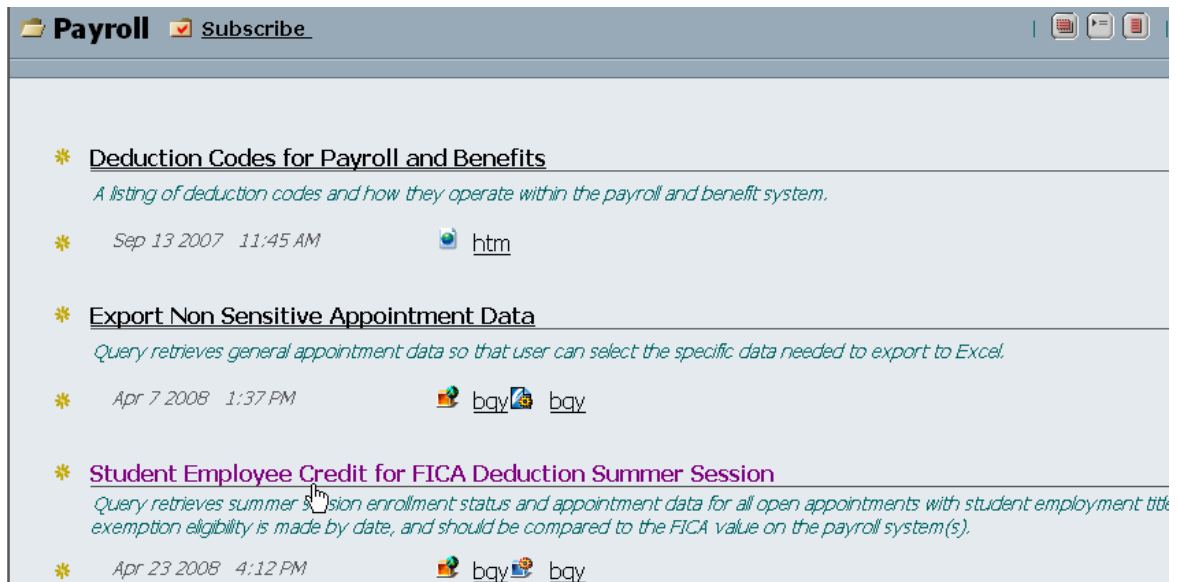 Payroll Subscribe
Deduction Codes for Payroll and Benefits
A listing of deduction codes and how they operate within the payroll and benefit system.
Sep 13 2007 11:45 AM htm
Export Non Sensitive Appointment Data
Query retrieves general appointment data so that user can select the specific data needed to export to Excel.
Apr 7 2008 1:37 PM bqy bqy
Student Employee Credit for FICA Deduction Summer Session
Query retrieves summer session enrollment status and appointment data for all open appointments with student employment title
exemption eligibility is made by date, and should be compared to the FICA value on the payroll system(s).
Apr 23 2008 4:12 PM bqy bqy